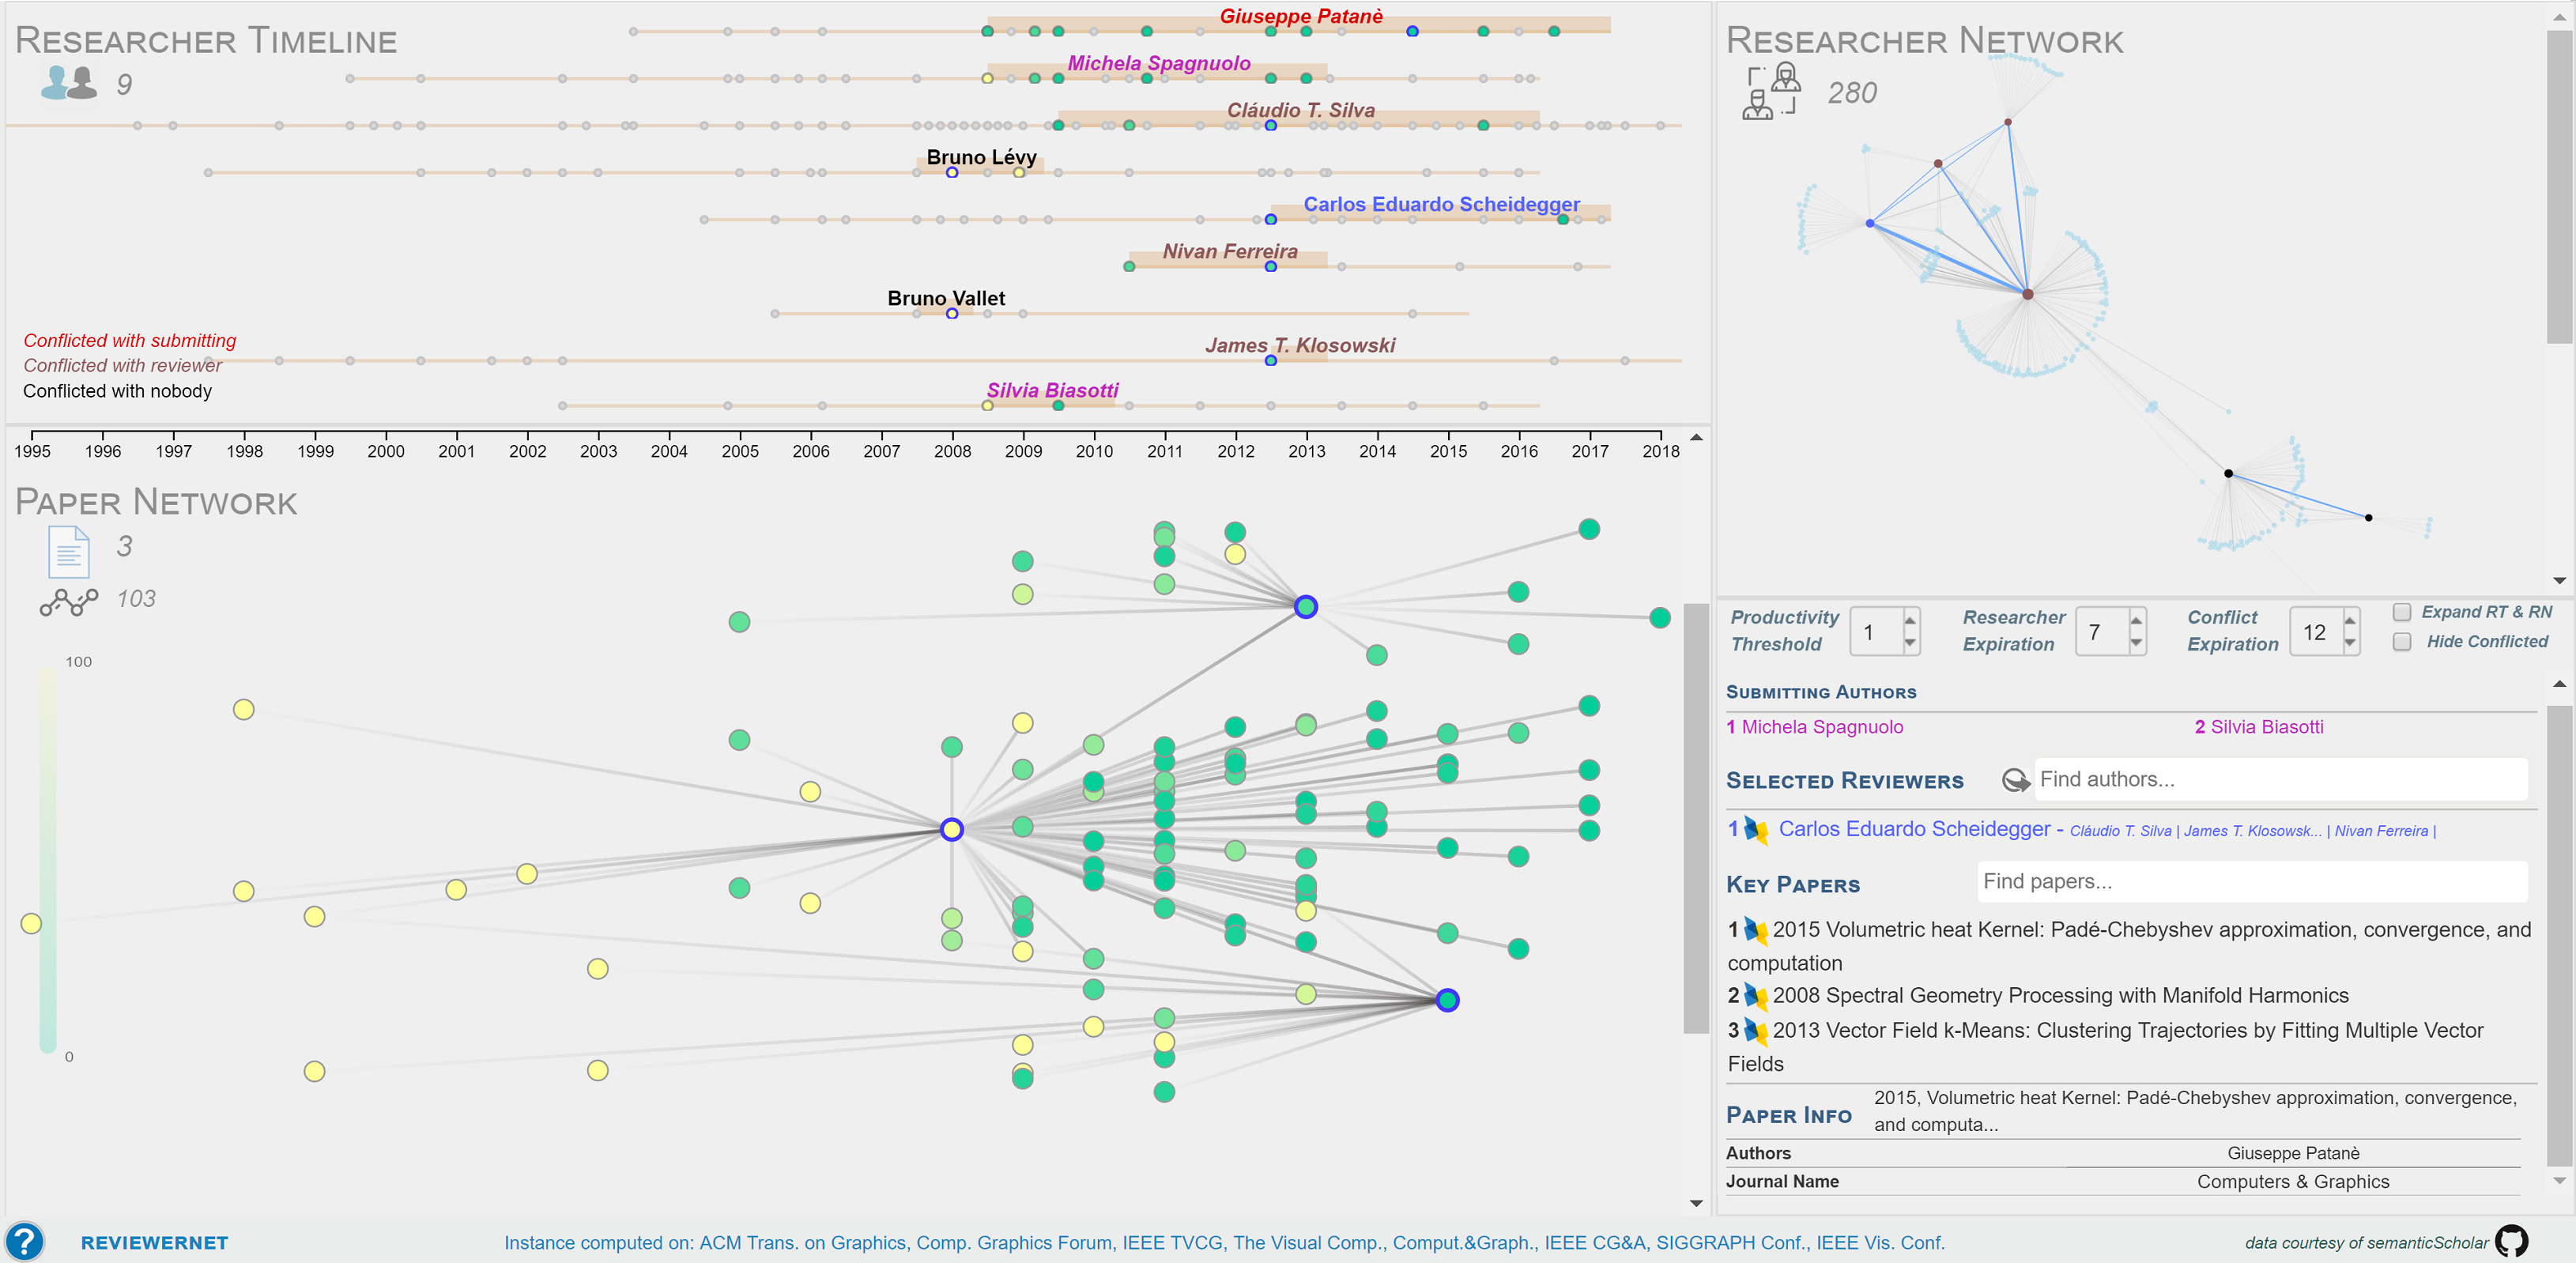 RESEARCHER TIMELINE
9
Giuseppe Patanè
Michela Spagnuolo
Cláudio T. Silva
Bruno Lévy
Carlos Eduardo Scheidegger
Nivan Ferreira
Bruno Vallet
James T. Klosowski
Silvia Biasotti
Conflicted with submitting
Conflicted with reviewer
Conflicted with nobody
1995 1996 1997 1998 1999 2000 2001 2002 2003 2004 2005 2006 2007 2008 2009 2010 2011 2012 2013 2014 2015 2016 2017 2018
PAPER NETWORK
3
103
100
0
RESEARCHER NETWORK
280
Productivity Threshold 1
Researcher Expiration 7
Conflict Expiration 12
Expand RT & RN
Hide Conflicted
SUBMITTING AUTHORS
1 Michela Spagnuolo 2 Silvia Biasotti
SELECTED REVIEWERS Find authors...
1 Carlos Eduardo Scheidegger - Cláudio T. Silva | James T. Klosowsk... | Nivan Ferreira |
KEY PAPERS Find papers...
1 2015 Volumetric heat Kernel: Padé-Chebyshev approximation, convergence, and
computation
2 2008 Spectral Geometry Processing with Manifold Harmonics
3 2013 Vector Field k-Means: Clustering Trajectories by Fitting Multiple Vector
Fields
PAPER INFO 2015, Volumetric heat Kernel: Padé-Chebyshev approximation, convergence,
and computa...
Authors Giuseppe Patanè
Journal Name Computers & Graphics
? REVIEWERNET
Instance computed on: ACM Trans. on Graphics, Comp. Graphics Forum, IEEE TVCG, The Visual Comp., Comput.&Graph., IEEE CG&A, SIGGRAPH Conf., IEEE Vis. Conf.
data courtesy of semanticScholar